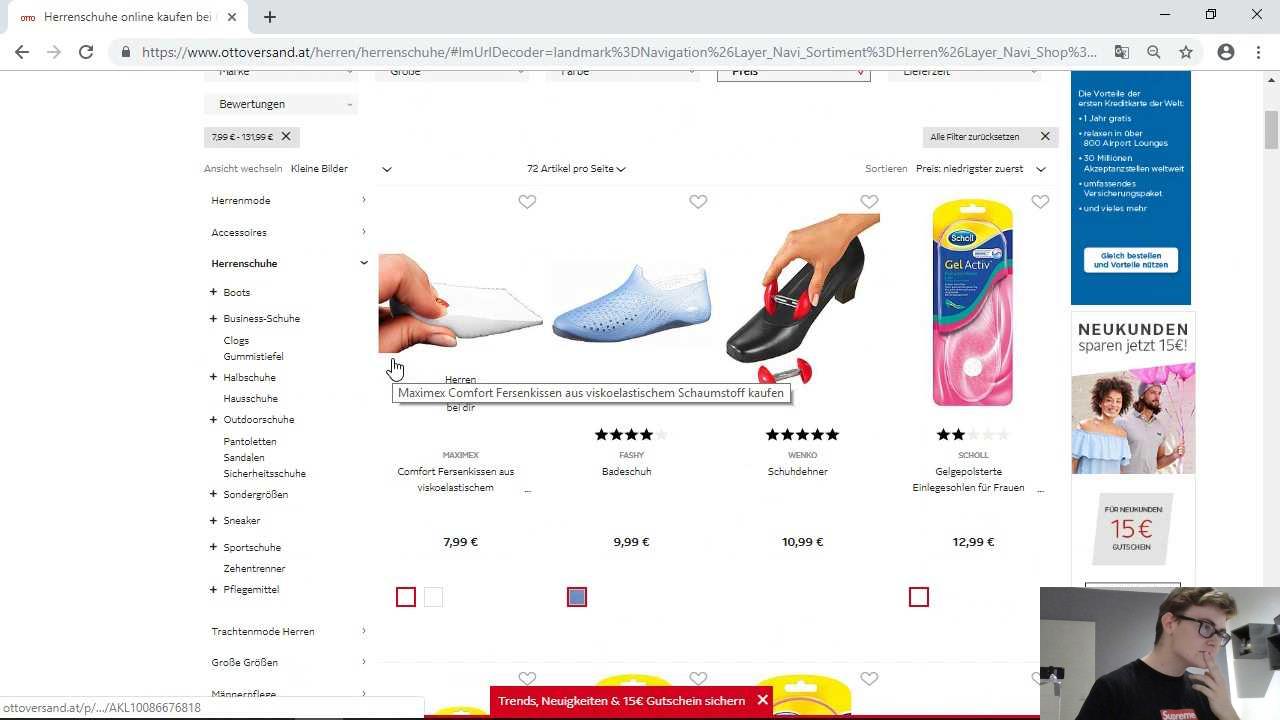 OTTO
Herrenschuhe online kaufen bei
https://www.ottoversand.at/herren/herrenschuhe/#lmUrlDecoder=landmark%3DNavigation%26Layer_Navi_Sortiment%3DHerren%26Layer_Navi_Shop%3...
Marke
Größe
Farbe
Preis
Lieferzeit
Bewertungen
7,99 € - 131,99 €
Alle Filter zurücksetzen
Ansicht wechseln Kleine Bilder
72 Artikel pro Seite
Sortieren Preis: niedrigster zuerst
Herrenmode
Accessoires
Herrenschuhe
+ Boots
+ Business-Schuhe
Clogs
Gummistiefel
+ Halbschuhe
Hausschuhe
+ Outdoorschuhe
Pantoletten
Sandalen
Sicherheitsschuhe
+ Sondergrößen
+ Sneaker
+ Sportschuhe
Zehentrenner
+ Pflegemittel
Trachtenmode Herren
Große Größen
Männerpflege
Scholl
GelActiv
Herren
Maximex Comfort Fersenkissen aus viskoelastischem Schaumstoff kaufen
bei dir
MAXIMEX
Comfort Fersenkissen aus
viskoelastischem ...
7,99 €
FASHY
Badeschuh
9,99 €
WENKO
Schuhdehner
10,99 €
SCHOLL
Gelgepolsterte
Einlegesohlen für Frauen ...
12,99 €
Die Vorteile der
ersten Kreditkarte der Welt:
• 1 Jahr gratis
• relaxen in über
800 Airport Lounges
• 30 Millionen
Akzeptanzstellen weltweit
• umfassendes
Versicherungspaket
• und vieles mehr
Gleich bestellen
und Vorteile nützen
NEUKUNDEN
sparen jetzt 15€!
FÜR NEUKUNDEN:
15€
GUTSCHEIN
Supreme
Trends, Neuigkeiten & 15€ Gutschein sichern
ottoversand.at/p/.../AKL10086676818